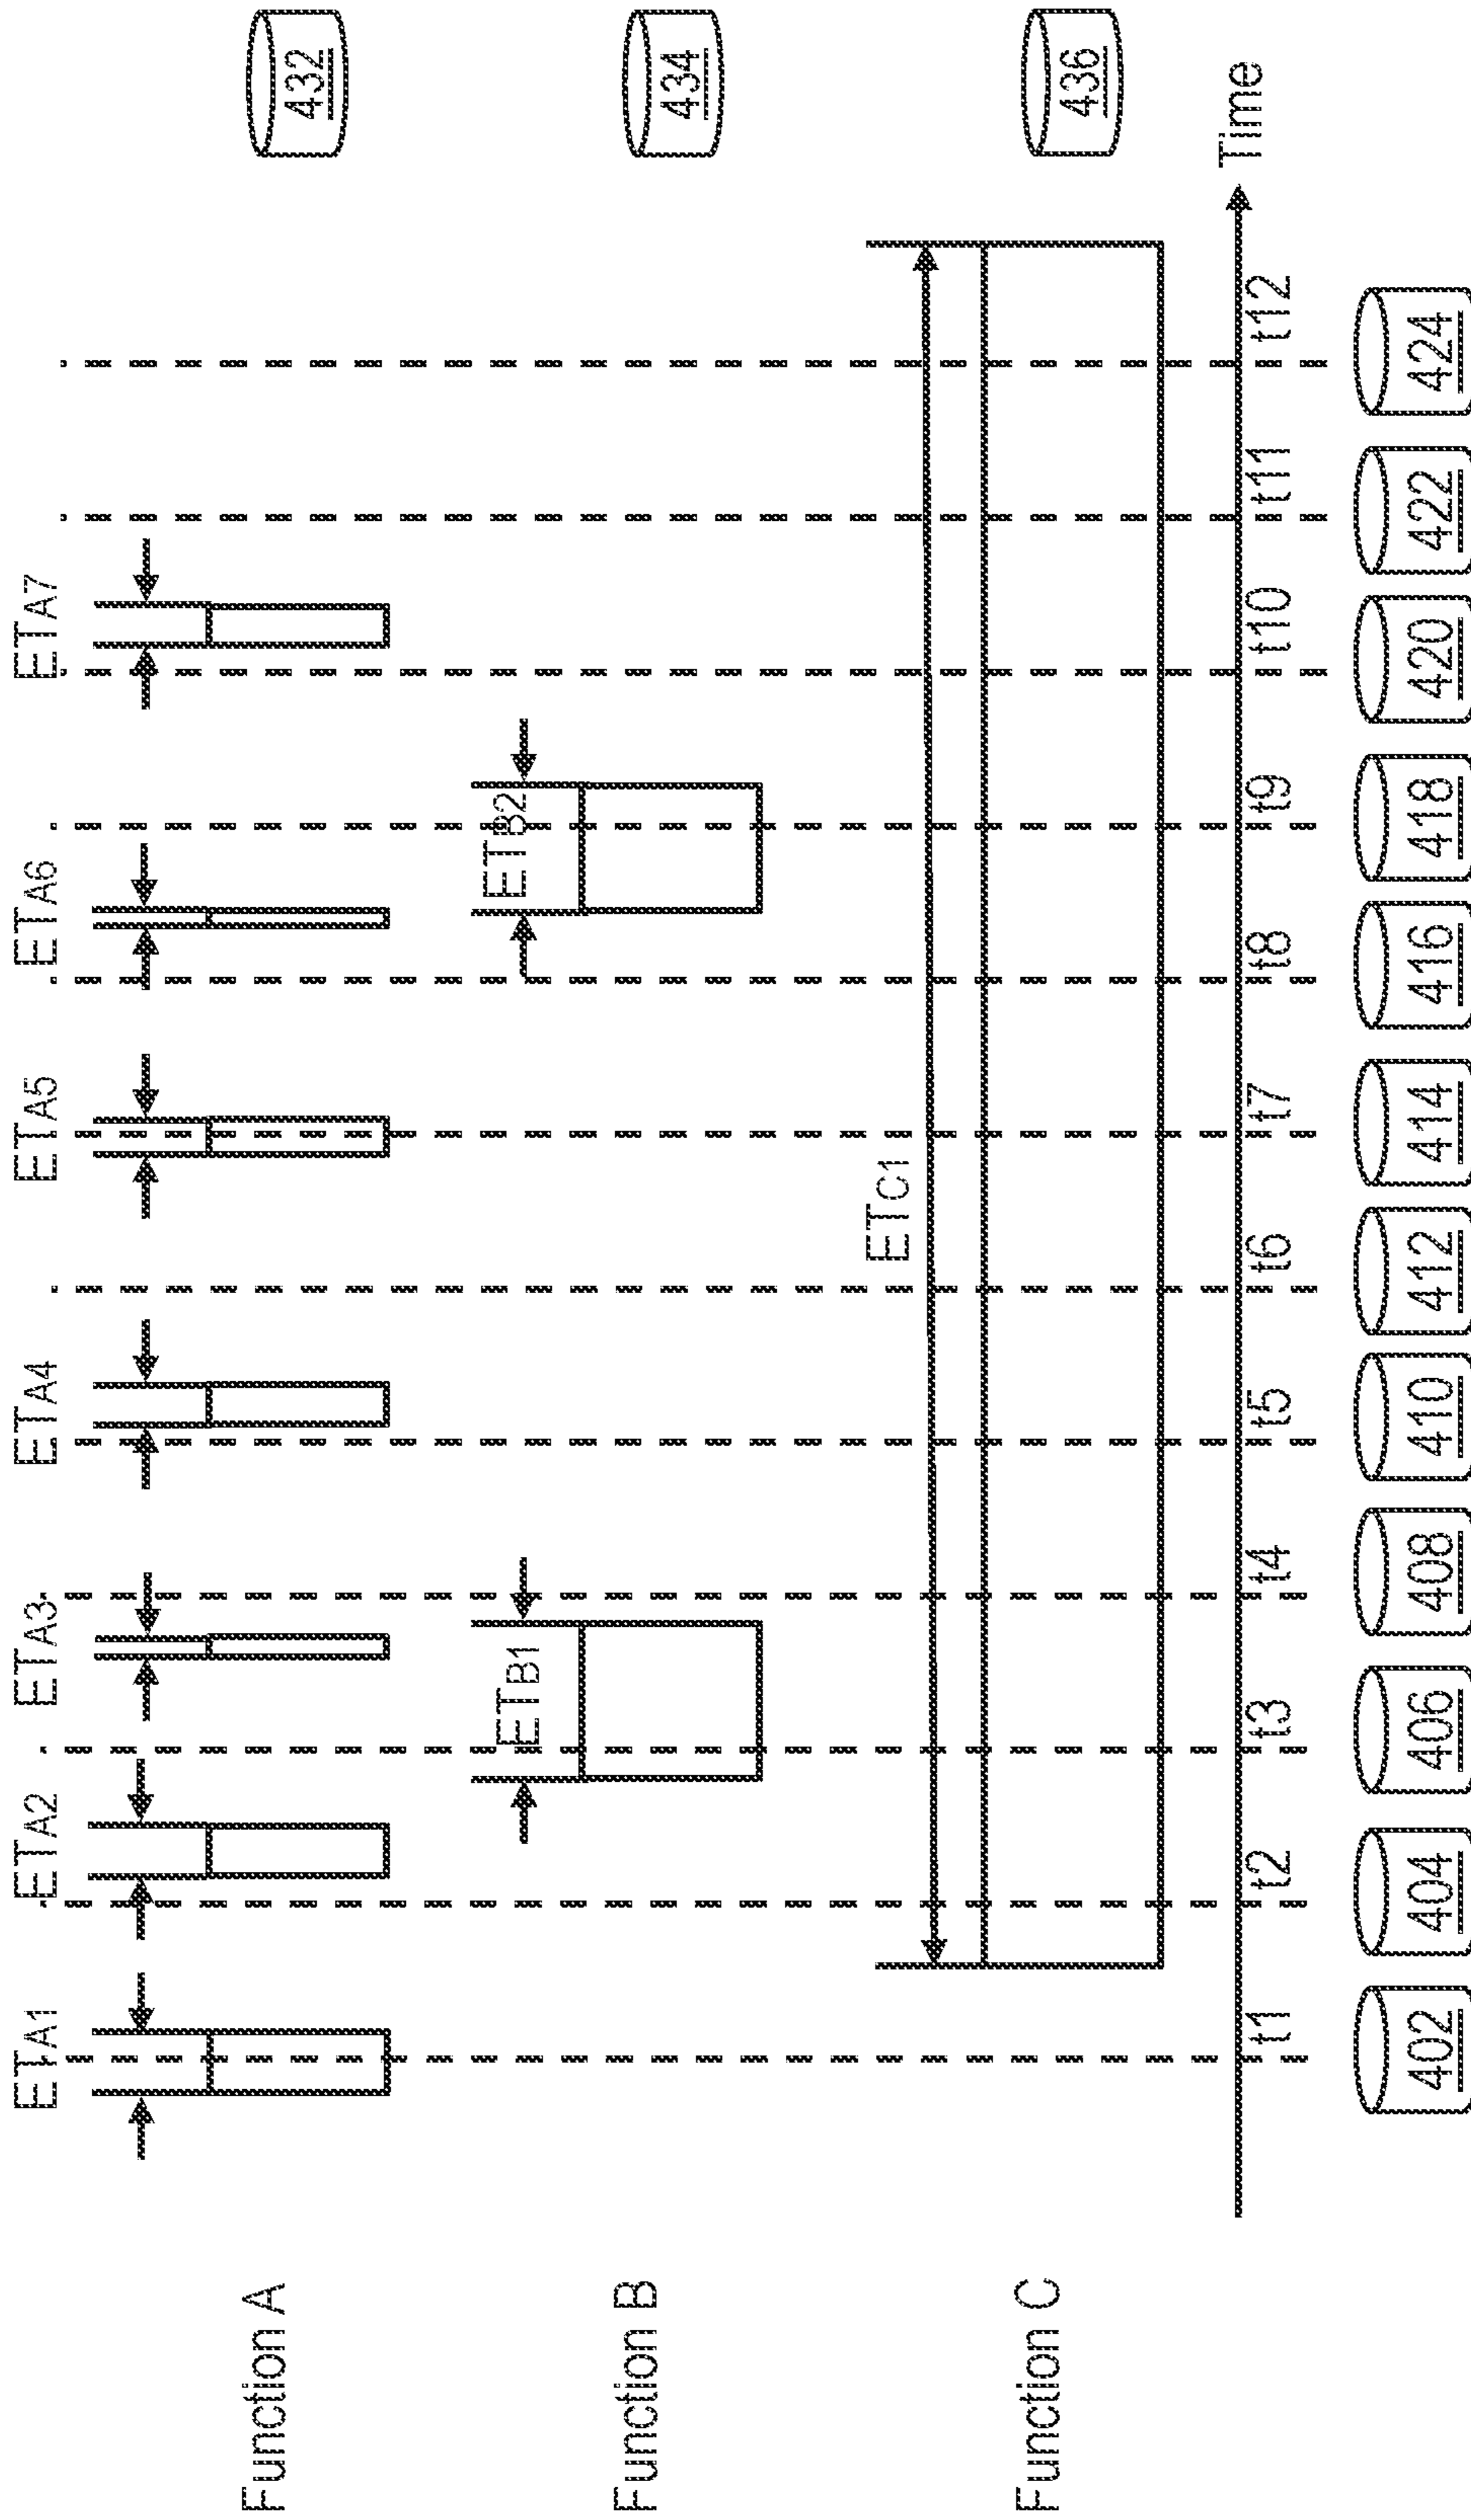 ETA1 ETA2 ETA3 ETA4 ETA5 ETA6 ETA7
Function A
432
ETB1 ETB2
Function B
434
ETC1
Function C
436
Time
t1 t2 t3 t4 t5 t6 t7 t8 t9 t10 t11 t12
402 404 406 408 410 412 414 416 418 420 422 424